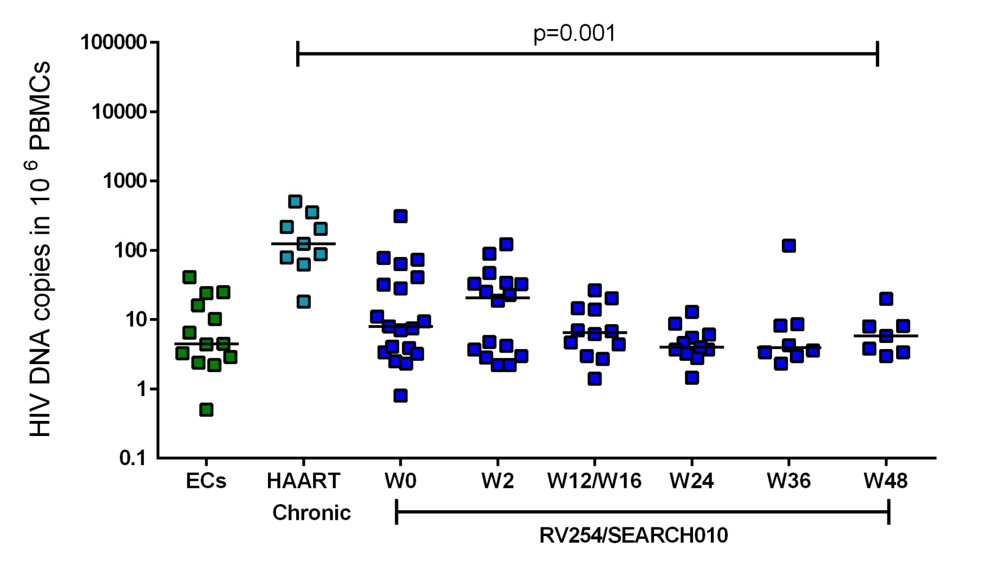 p=0.001
HIV DNA copies in 10 6 PBMCs
100000
10000
1000
100
10
1
0.1
ECs HAART W0 W2 W12/W16 W24 W36 W48
Chronic
RV254/SEARCH010